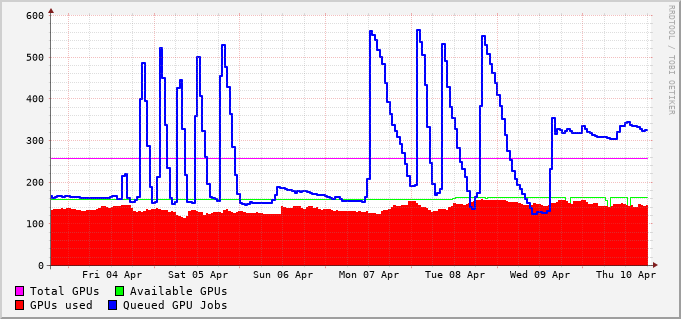 600
500
400
300
200
100
0
Fri 04 Apr Sat 05 Apr Sun 06 Apr Mon 07 Apr Tue 08 Apr Wed 09 Apr Thu 10 Apr
Total GPUs Available GPUs
GPUs used Queued GPU Jobs
RRDTOOL / TOBI OETIKER